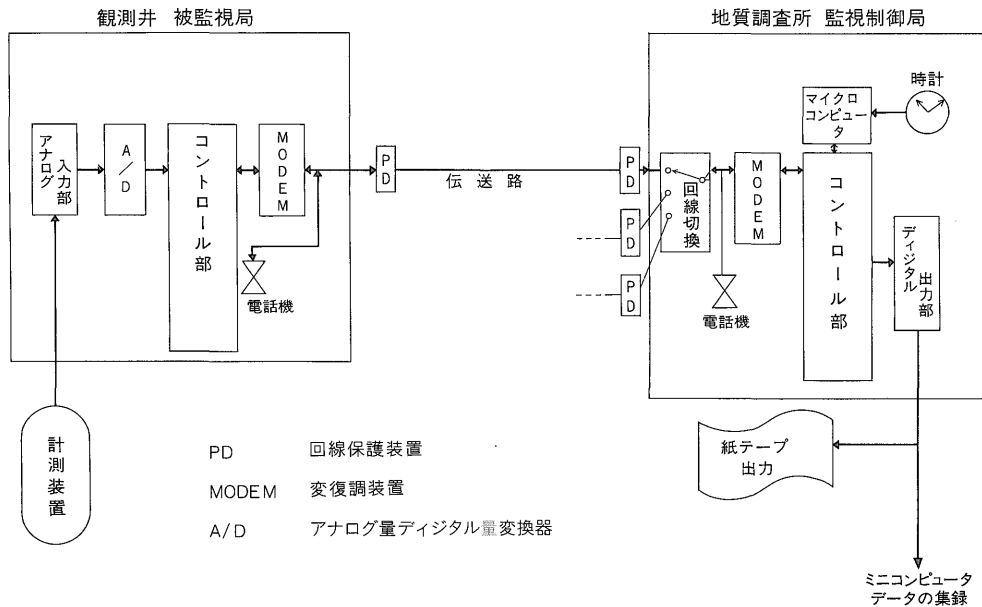 観測井 被監視局
地質調査所 監視制御局
アナログ
入力部
A/D
コントロール部
MODEM
電話機
PD
伝送路
PD
PD
PD
回線切換
MODEM
電話機
マイクロ
コンピュー
タ
時計
コントロール部
ディジタル
出力部
計測装置
紙テープ
出力
PD 回線保護装置
MODEM 変復調装置
A/D アナログ量ディジタル量変換器
ミニコンピュータ
データの集録